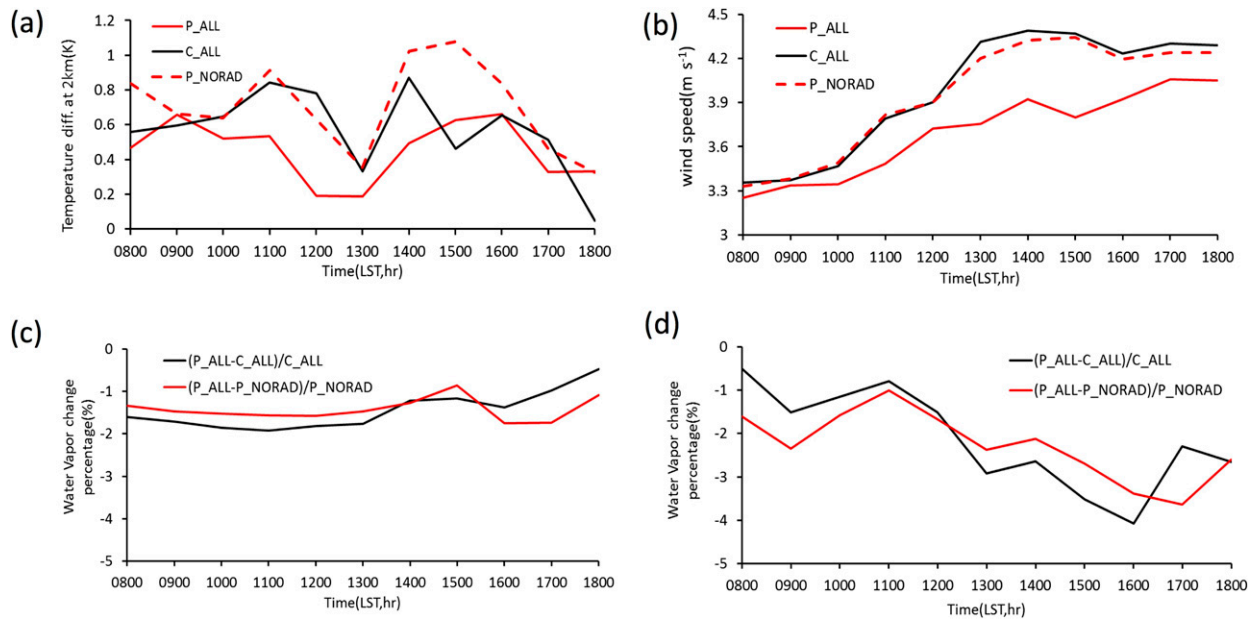 (a)
Temperature diff. at 2km(K)
1.2
1
0.8
0.6
0.4
0.2
0
P_ALL
C_ALL
P_NORAD
0800 0900 1000 1100 1200 1300 1400 1500 1600 1700 1800
Time(LST,hr)
(b)
wind speed(m s⁻¹)
4.5
4.2
3.9
3.6
3.3
3
P_ALL
C_ALL
P_NORAD
0800 0900 1000 1100 1200 1300 1400 1500 1600 1700 1800
Time(LST,hr)
(c)
Water Vapor change
percentage(%)
0
-1
-2
-3
-4
-5
(P_ALL-C_ALL)/C_ALL
(P_ALL-P_NORAD)/P_NORAD
0800 0900 1000 1100 1200 1300 1400 1500 1600 1700 1800
Time(LST,hr)
(d)
Water Vapor change
percentage(%)
0
-1
-2
-3
-4
-5
(P_ALL-C_ALL)/C_ALL
(P_ALL-P_NORAD)/P_NORAD
0800 0900 1000 1100 1200 1300 1400 1500 1600 1700 1800
Time(LST,hr)